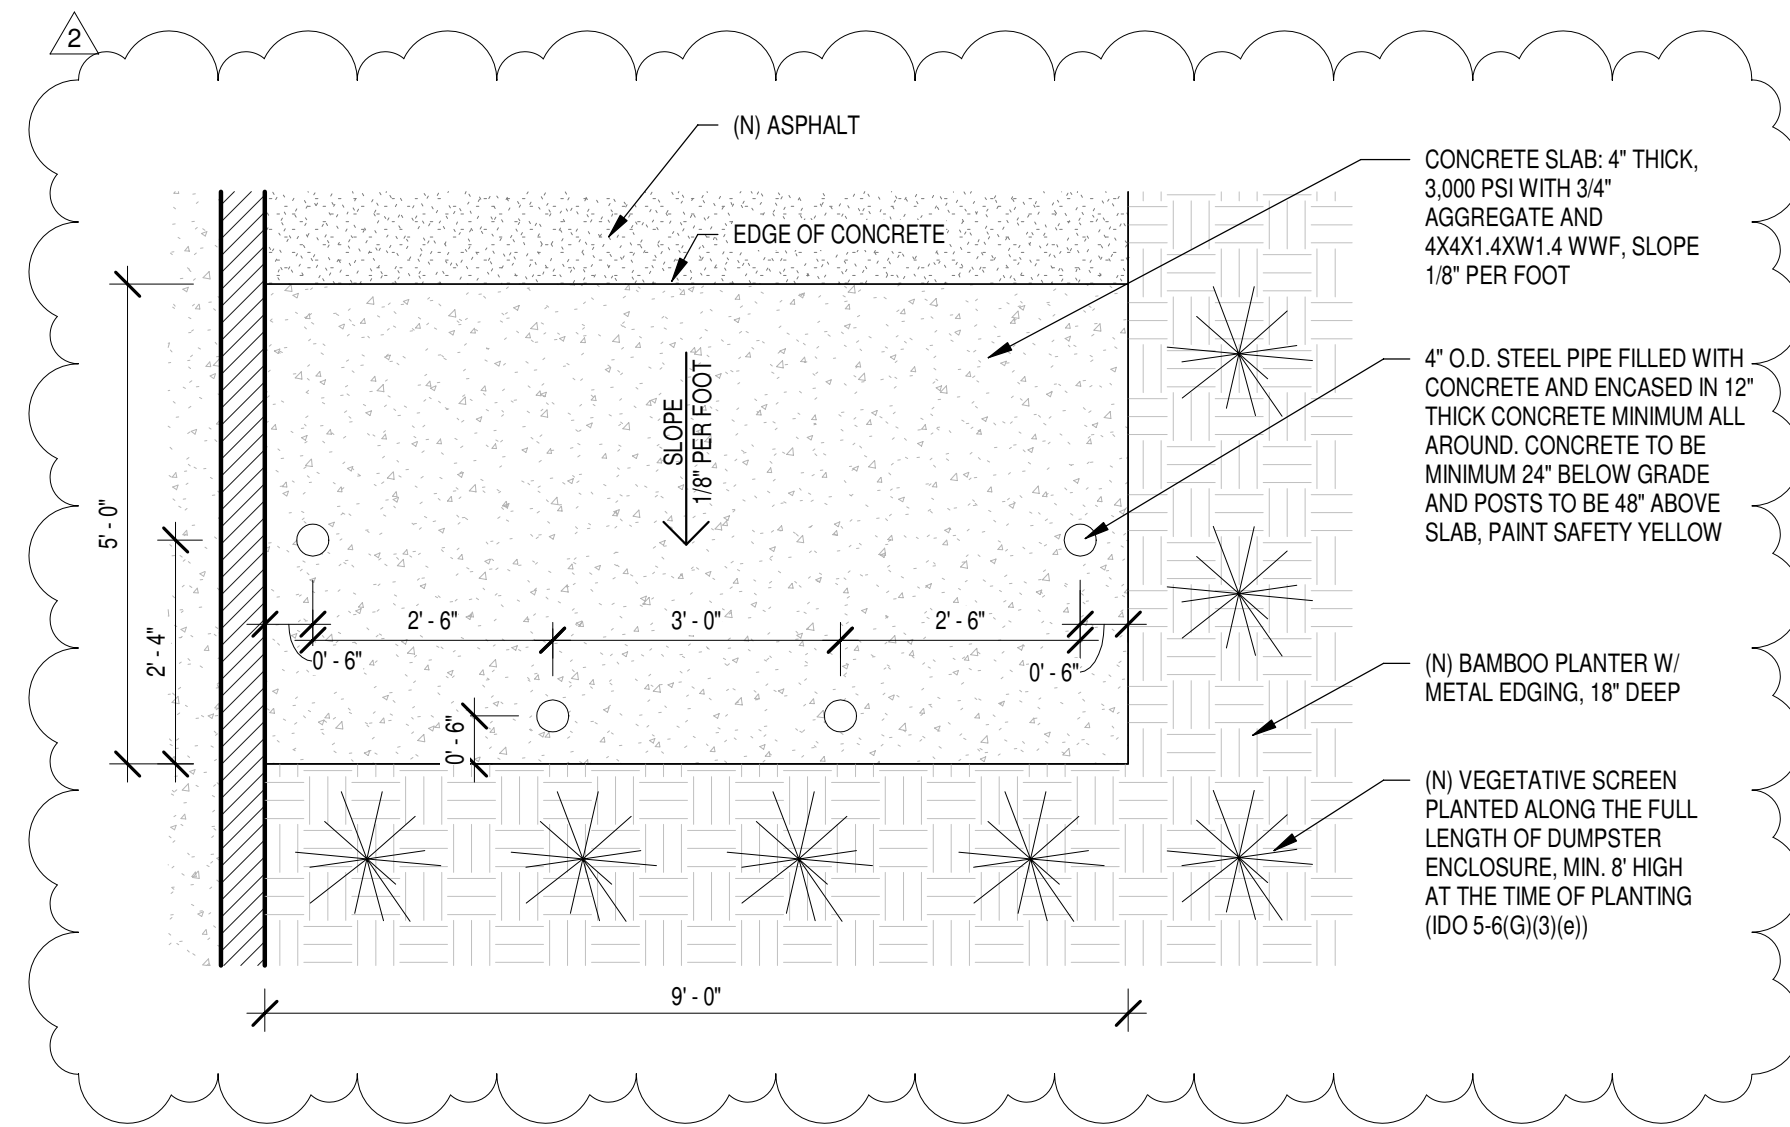 2
(N) ASPHALT
EDGE OF CONCRETE
CONCRETE SLAB: 4" THICK,
3,000 PSI WITH 3/4"
AGGREGATE AND
4X4X1.4XW1.4 WWF, SLOPE
1/8" PER FOOT
4" O.D. STEEL PIPE FILLED WITH
CONCRETE AND ENCASED IN 12"
THICK CONCRETE MINIMUM ALL
AROUND. CONCRETE TO BE
MINIMUM 24" BELOW GRADE
AND POSTS TO BE 48" ABOVE
SLAB, PAINT SAFETY YELLOW
SLOPE
1/8" PER FOOT
5' - 0"
2' - 4"
2' - 6"
3' - 0"
2' - 6"
0' - 6"
0' - 6"
0' - 6"
(N) BAMBOO PLANTER W/
METAL EDGING, 18" DEEP
(N) VEGETATIVE SCREEN
PLANTED ALONG THE FULL
LENGTH OF DUMPSTER
ENCLOSURE, MIN. 8' HIGH
AT THE TIME OF PLANTING
(IDO 5-6(G)(3)(e))
9' - 0"